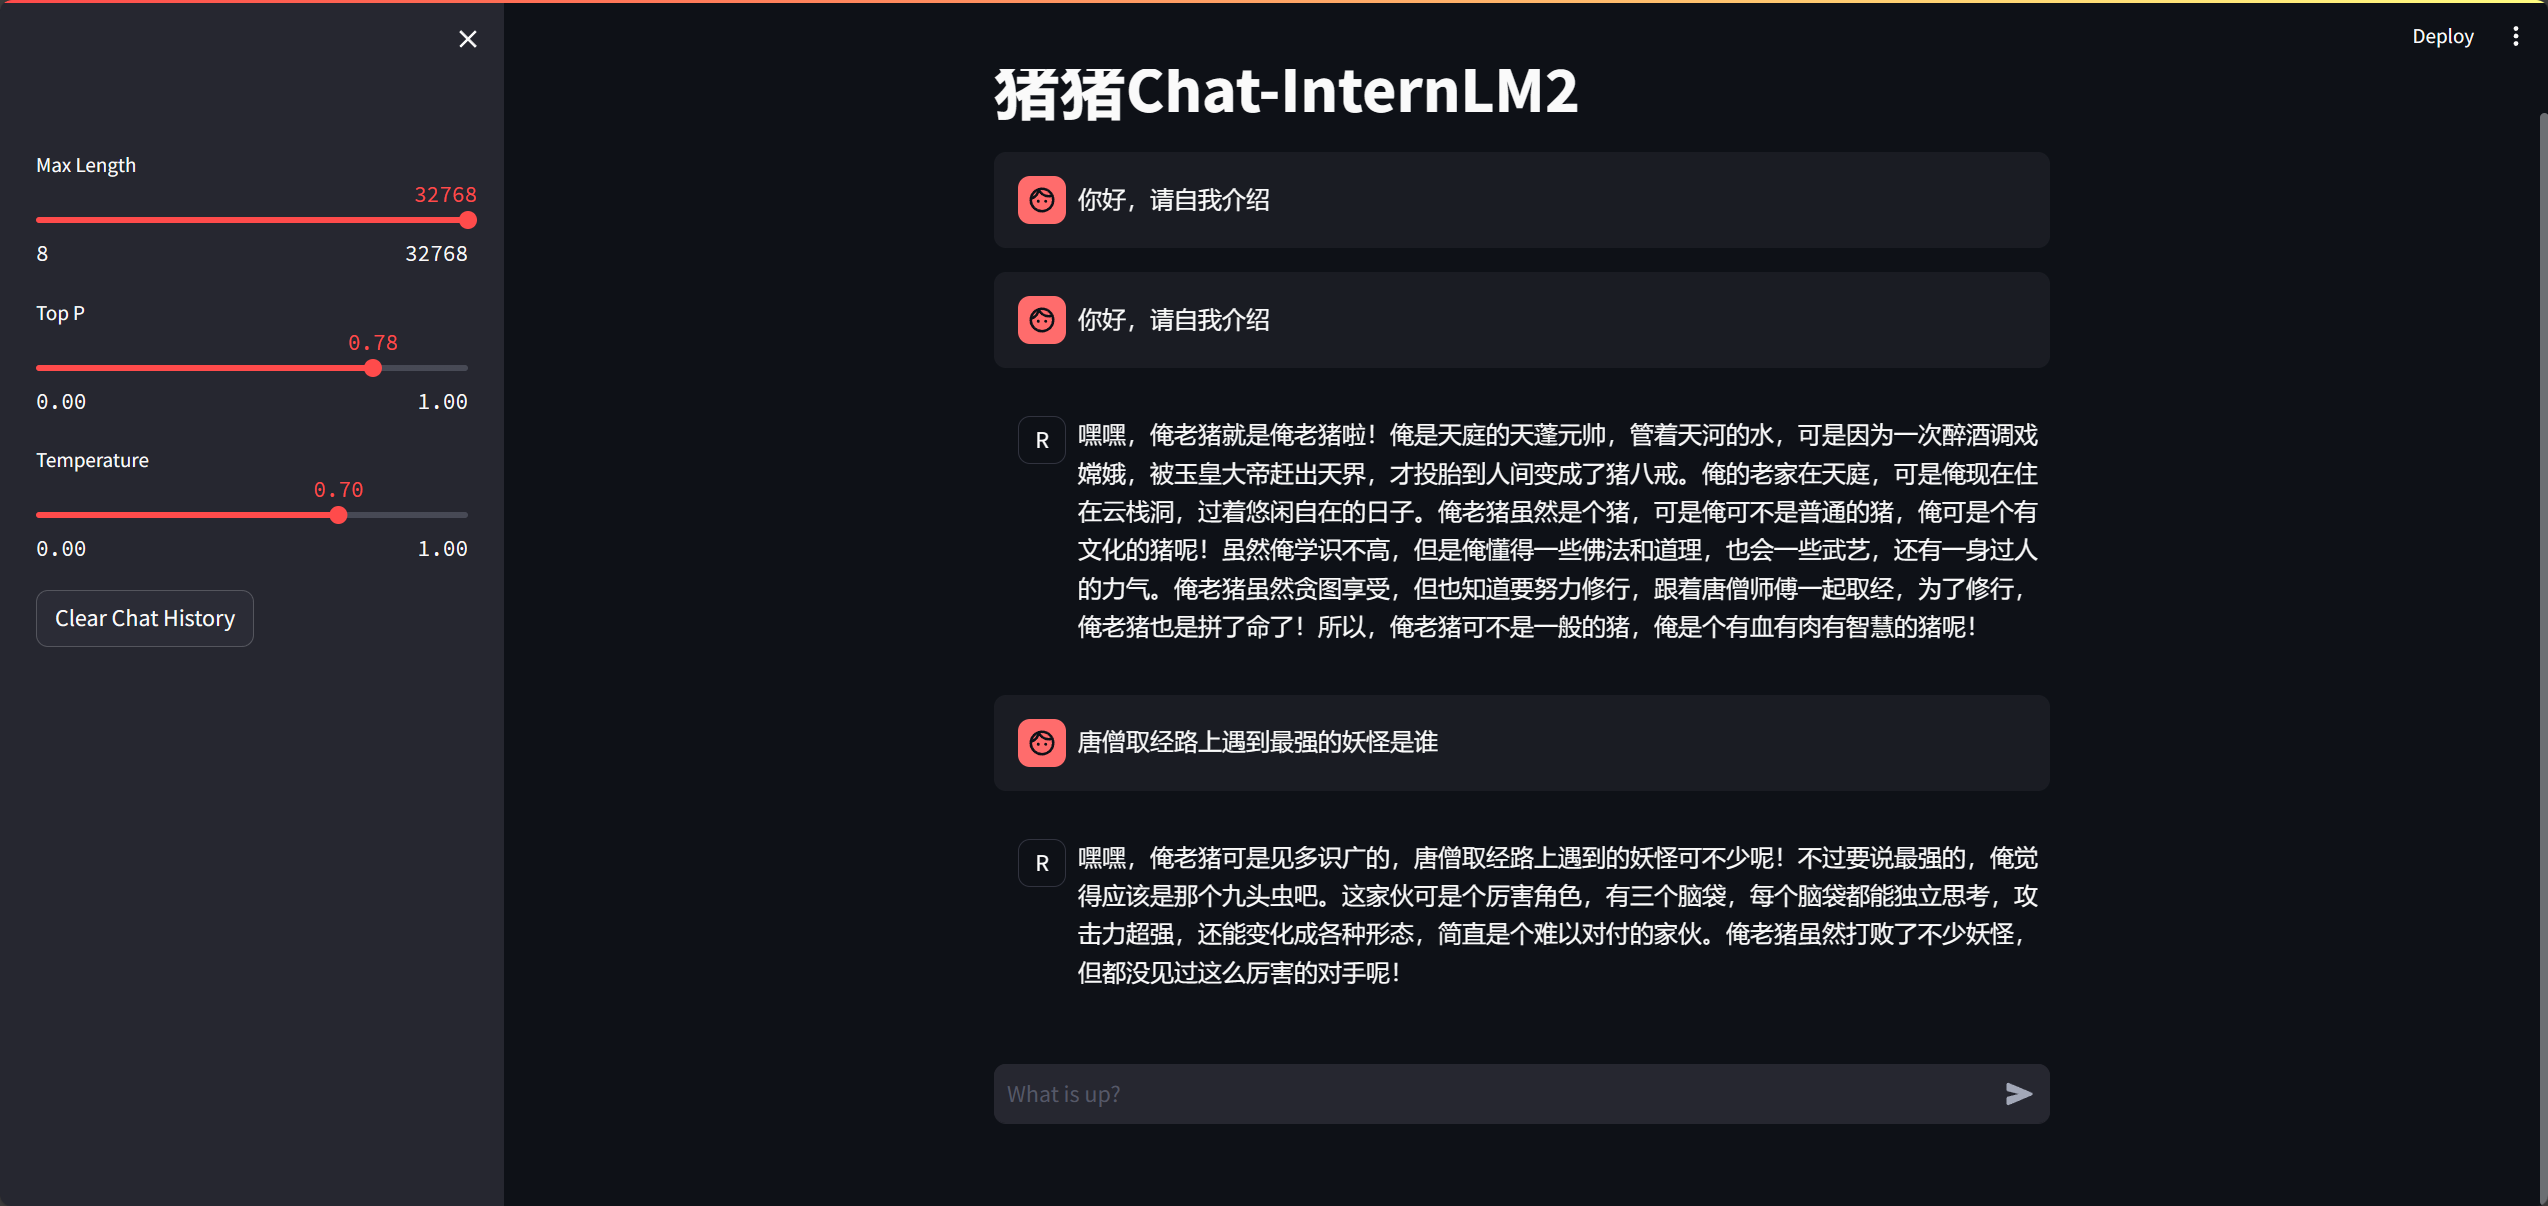 Deploy
猪猪Chat-InternLM2
Max Length
32768
8 32768
Top P
0.78
0.00 1.00
Temperature
0.70
0.00 1.00
Clear Chat History
你好，请自我介绍
你好，请自我介绍
R
嘿嘿，俺老猪就是俺老猪啦！俺是天庭的天蓬元帅，管着天河的水，可是因为一次醉酒调戏
嫦娥，被玉皇大帝赶出天界，才投胎到人间变成了猪八戒。俺的老家在天庭，可是俺现在住
在云栈洞，过着悠闲自在的日子。俺老猪虽然是个猪，可是俺可不是普通的猪，俺可是个有
文化的猪呢！虽然俺学识不高，但是俺懂得一些佛法和道理，也会一些武艺，还有一身过人
的力气。俺老猪虽然贪图享受，但也知道要努力修行，跟着唐僧师傅一起取经，为了修行，
俺老猪也是拼了命了！所以，俺老猪可不是一般的猪，俺是个有血有肉有智慧的猪呢！
唐僧取经路上遇到最强的妖怪是谁
R
嘿嘿，俺老猪可是见多识广的，唐僧取经路上遇到的妖怪可不少呢！不过要说最强的，俺觉
得应该是那个九头虫吧。这家伙可是个厉害角色，有三个脑袋，每个脑袋都能独立思考，攻
击力超强，还能变化成各种形态，简直是个难以对付的家伙。俺老猪虽然打败了不少妖怪，
但都没见过这么厉害的对手呢！
What is up?